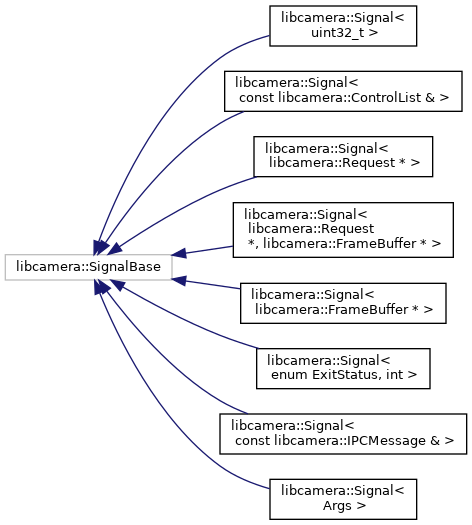 libcamera::Signal<
uint32_t >
libcamera::Signal<
const libcamera::ControlList & >
libcamera::Signal<
libcamera::Request * >
libcamera::Signal<
libcamera::Request
*, libcamera::FrameBuffer * >
libcamera::SignalBase
libcamera::Signal<
libcamera::FrameBuffer * >
libcamera::Signal<
enum ExitStatus, int >
libcamera::Signal<
const libcamera::IPCMessage & >
libcamera::Signal<
Args >